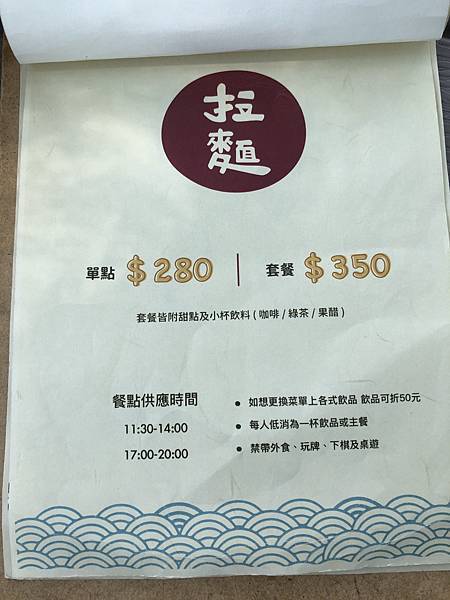 拉
麵
單點 $280 | 套餐 $350
套餐皆附甜點及小杯飲料 ( 咖啡 / 綠茶 / 果醋 )
餐點供應時間
11:30-14:00
17:00-20:00
• 如想更換菜單上各式飲品 飲品可折50元
• 每人低消為一杯飲品或主餐
• 禁帶外食、玩牌、下棋及桌遊